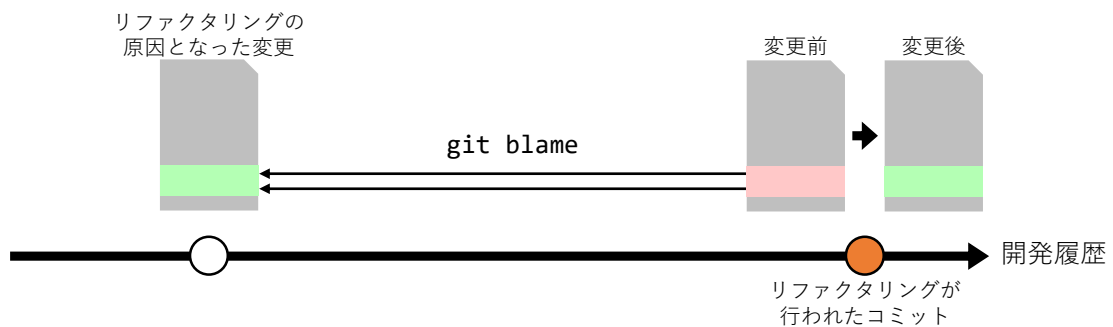 リファクタリングの
原因となった変更
変更前
変更後
git blame
開発履歴
リファクタリングが
行われたコミット